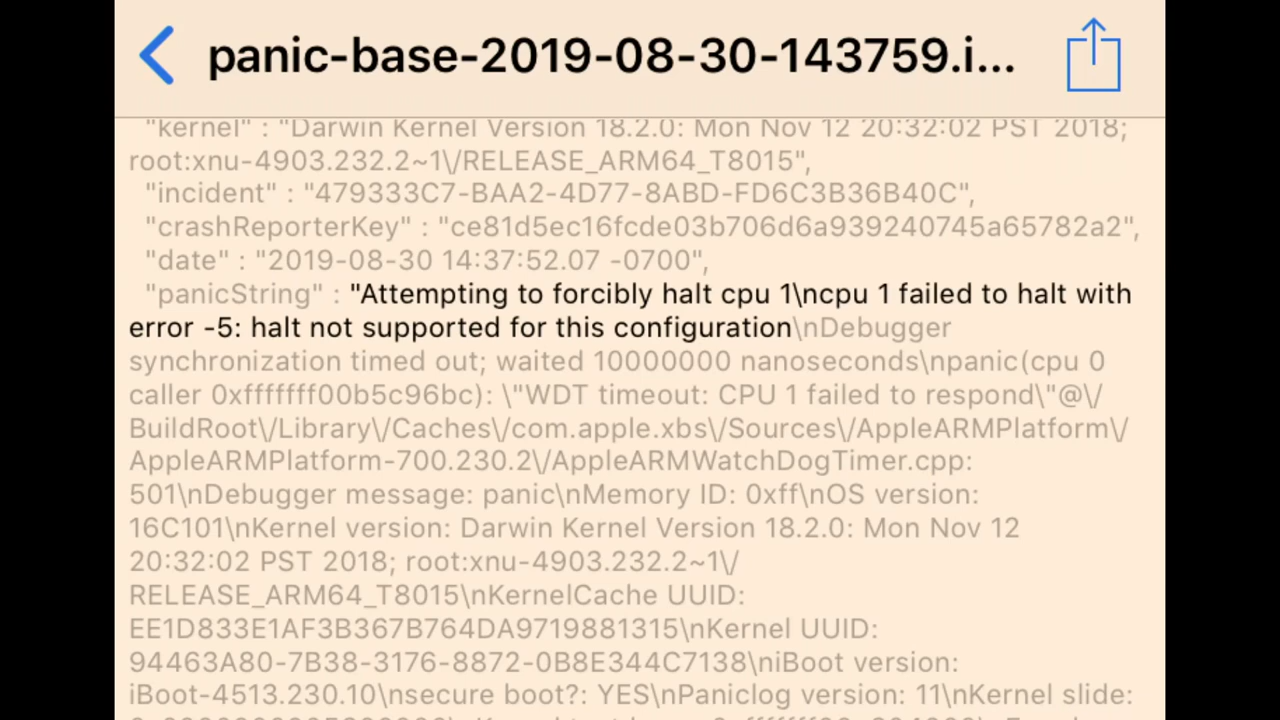 panic-base-2019-08-30-143759.i...
"kernel" : "Darwin Kernel Version 18.2.0: Mon Nov 12 20:32:02 PST 2018;
root:xnu-4903.232.2~1\/RELEASE_ARM64_T8015",
"incident" : "479333C7-BAA2-4D77-8ABD-FD6C3B36B40C",
"crashReporterKey" : "ce81d5ec16fcde03b706d6a939240745a65782a2",
"date" : "2019-08-30 14:37:52.07 -0700",
"panicString" : "Attempting to forcibly halt cpu 1\ncpu 1 failed to halt with
error -5: halt not supported for this configuration\nDebugger
synchronization timed out; waited 10000000 nanoseconds\npanic(cpu 0
caller 0xfffffff00b5c96bc): \"WDT timeout: CPU 1 failed to respond\"@\/
BuildRoot\/Library\/Caches\/com.apple.xbs\/Sources\/AppleARMPlatform\/
AppleARMPlatform-700.230.2\/AppleARMWatchDogTimer.cpp:
501\nDebugger message: panic\nMemory ID: 0xff\nOS version:
16C101\nKernel version: Darwin Kernel Version 18.2.0: Mon Nov 12
20:32:02 PST 2018; root:xnu-4903.232.2~1\/
RELEASE_ARM64_T8015\nKernelCache UUID:
EE1D833E1AF3B367B764DA9719881315\nKernel UUID:
94463A80-7B38-3176-8872-0B8E344C7138\niBoot version:
iBoot-4513.230.10\nsecure boot?: YES\nPaniclog version: 11\nKernel slide: